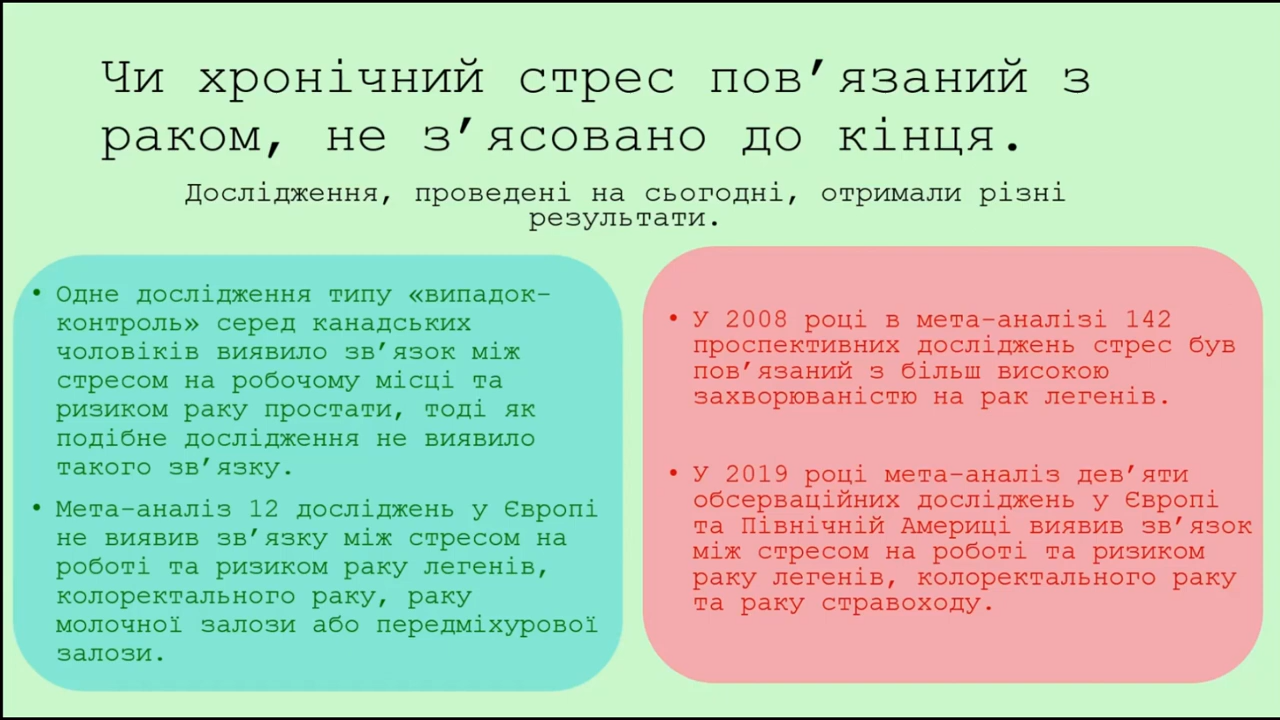 Чи хронічний стрес пов’язаний з
раком, не з’ясовано до кінця.
Дослідження, проведені на сьогодні, отримали різні
результати.
• Одне дослідження типу «випадок-
контроль» серед канадських
чоловіків виявило зв’язок між
стресом на робочому місці та
ризиком раку простати, тоді як
подібне дослідження не виявило
такого зв’язку.
• Мета-аналіз 12 досліджень у Європі
не виявив зв’язку між стресом на
роботі та ризиком раку легенів,
колоректального раку, раку
молочної залози або передміхурової
залози.
• У 2008 році в мета-аналізі 142
проспективних досліджень стрес був
пов’язаний з більш високою
захворюваністю на рак легенів.
• У 2019 році мета-аналіз дев’яти
обсерваційних досліджень у Європі
та Північній Америці виявив зв’язок
між стресом на роботі та ризиком
раку легенів, колоректального раку
та раку стравоходу.